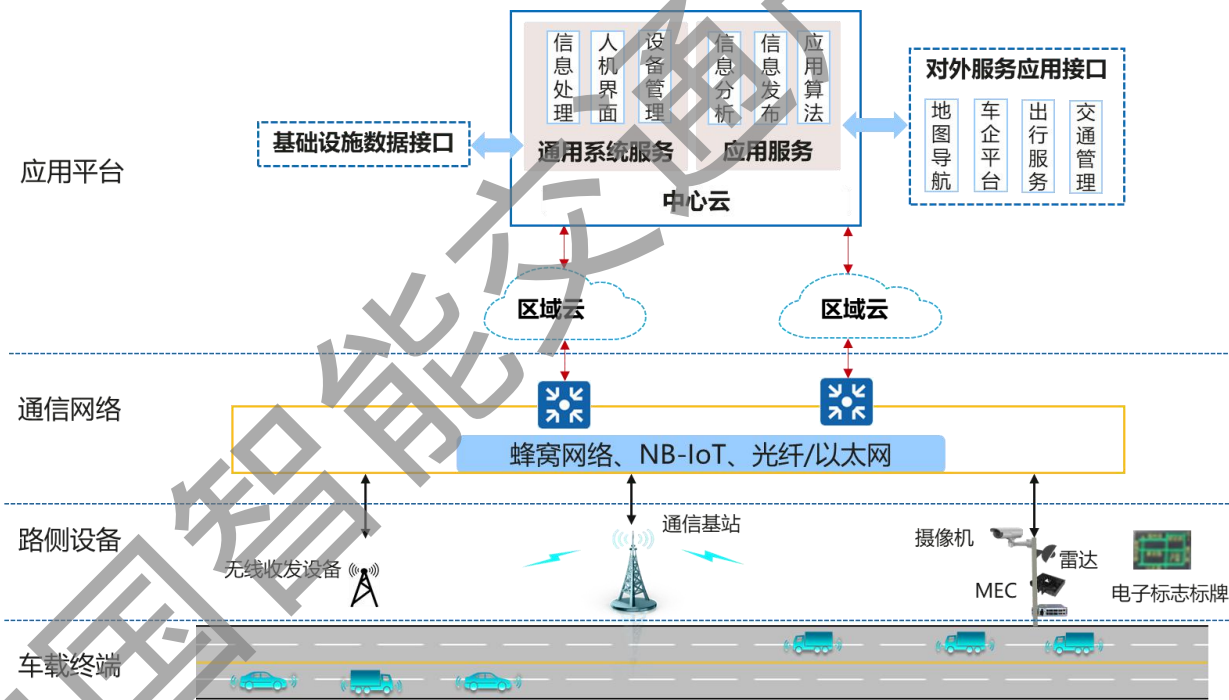 应用平台
基础设施数据接口
信息处理
人机界面
设备管理
通用系统服务
信息分析
信息发布
应用算法
应用服务
中心云
对外服务应用接口
地图导航
车企平台
出行服务
交通管理
区域云
区域云
通信网络
蜂窝网络、NB-IoT、光纤/以太网
路侧设备
无线收发设备
通信基站
摄像机
雷达
MEC
电子标志标牌
车载终端
国智能交通